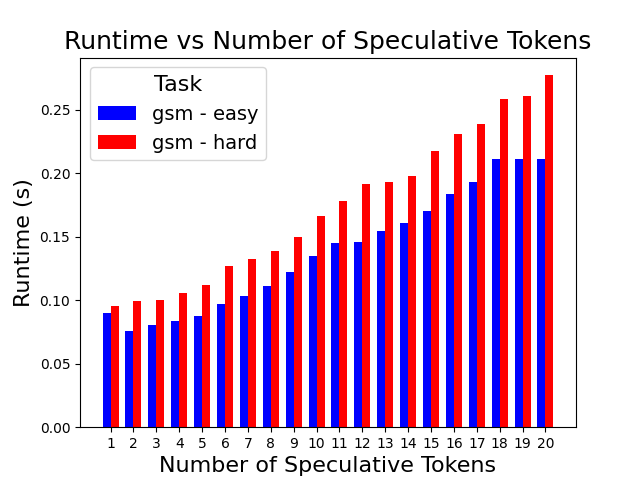 Runtime vs Number of Speculative Tokens
Task
gsm - easy
gsm - hard
Runtime (s)
0.25
0.20
0.15
0.10
0.05
0.00
1 2 3 4 5 6 7 8 9 10 11 12 13 14 15 16 17 18 19 20
Number of Speculative Tokens